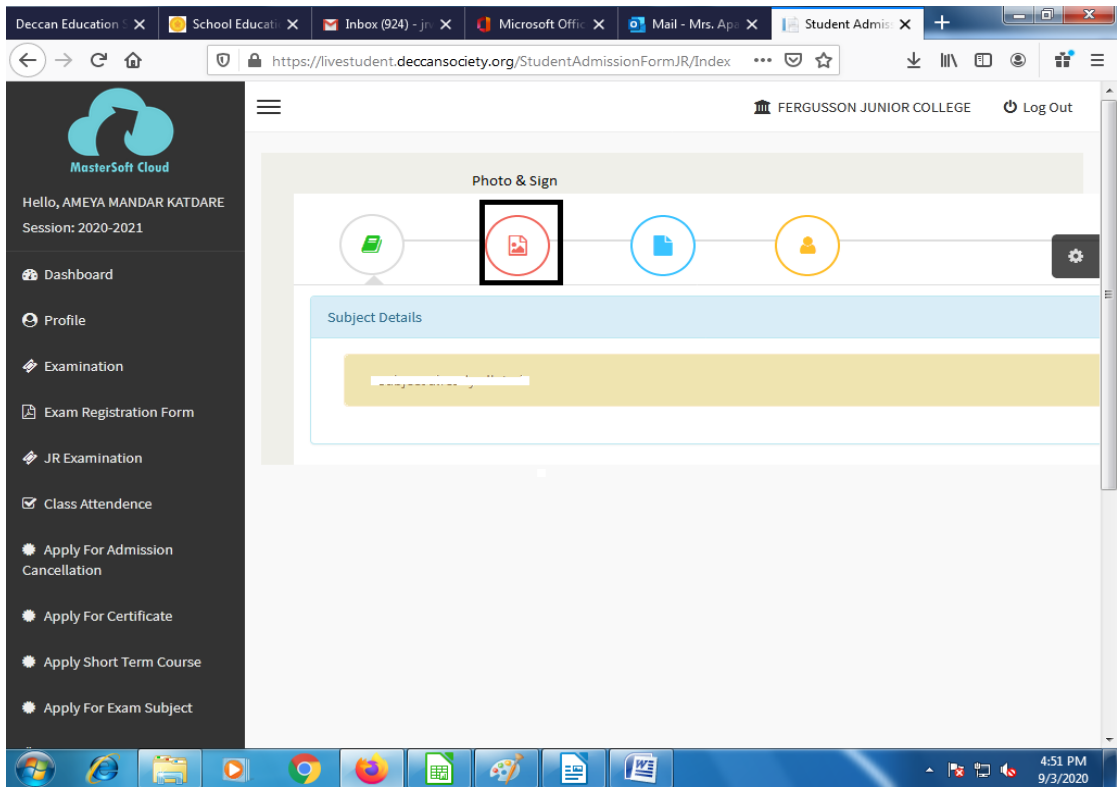 Deccan Education S
School Educati
Inbox (924) - jr
Microsoft Offic
Mail - Mrs. Apa
Student Admis
https://livestudent.deccansociety.org/StudentAdmissionFormJR/Index
MasterSoft Cloud
FERGUSSON JUNIOR COLLEGE
Log Out
Hello, AMEYA MANDAR KATDARE
Session: 2020-2021
Dashboard
Profile
Examination
Exam Registration Form
JR Examination
Class Attendence
Apply For Admission
Cancellation
Apply For Certificate
Apply Short Term Course
Apply For Exam Subject
Photo & Sign
Subject Details
4:51 PM
9/3/2020